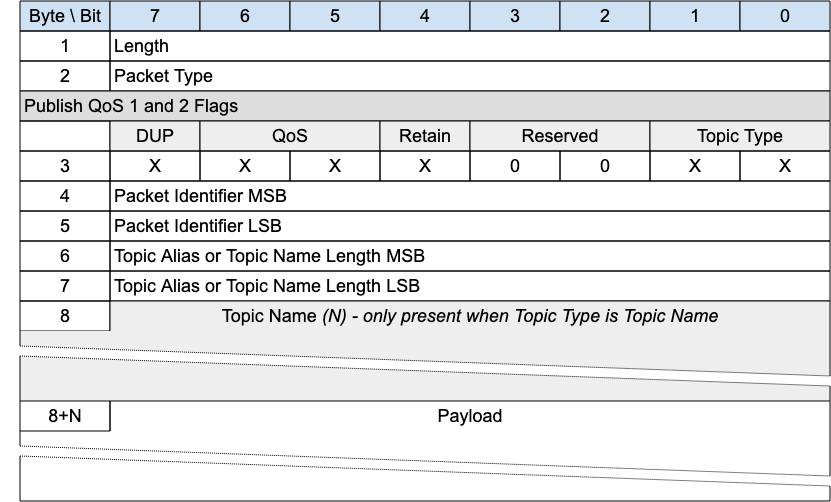 Byte \ Bit 7 6 5 4 3 2 1 0
1 Length
2 Packet Type
Publish QoS 1 and 2 Flags
DUP QoS Retain Reserved Topic Type
3 X X X X 0 0 X X
4 Packet Identifier MSB
5 Packet Identifier LSB
6 Topic Alias or Topic Name Length MSB
7 Topic Alias or Topic Name Length LSB
8 Topic Name (N) - only present when Topic Type is Topic Name
8+N Payload